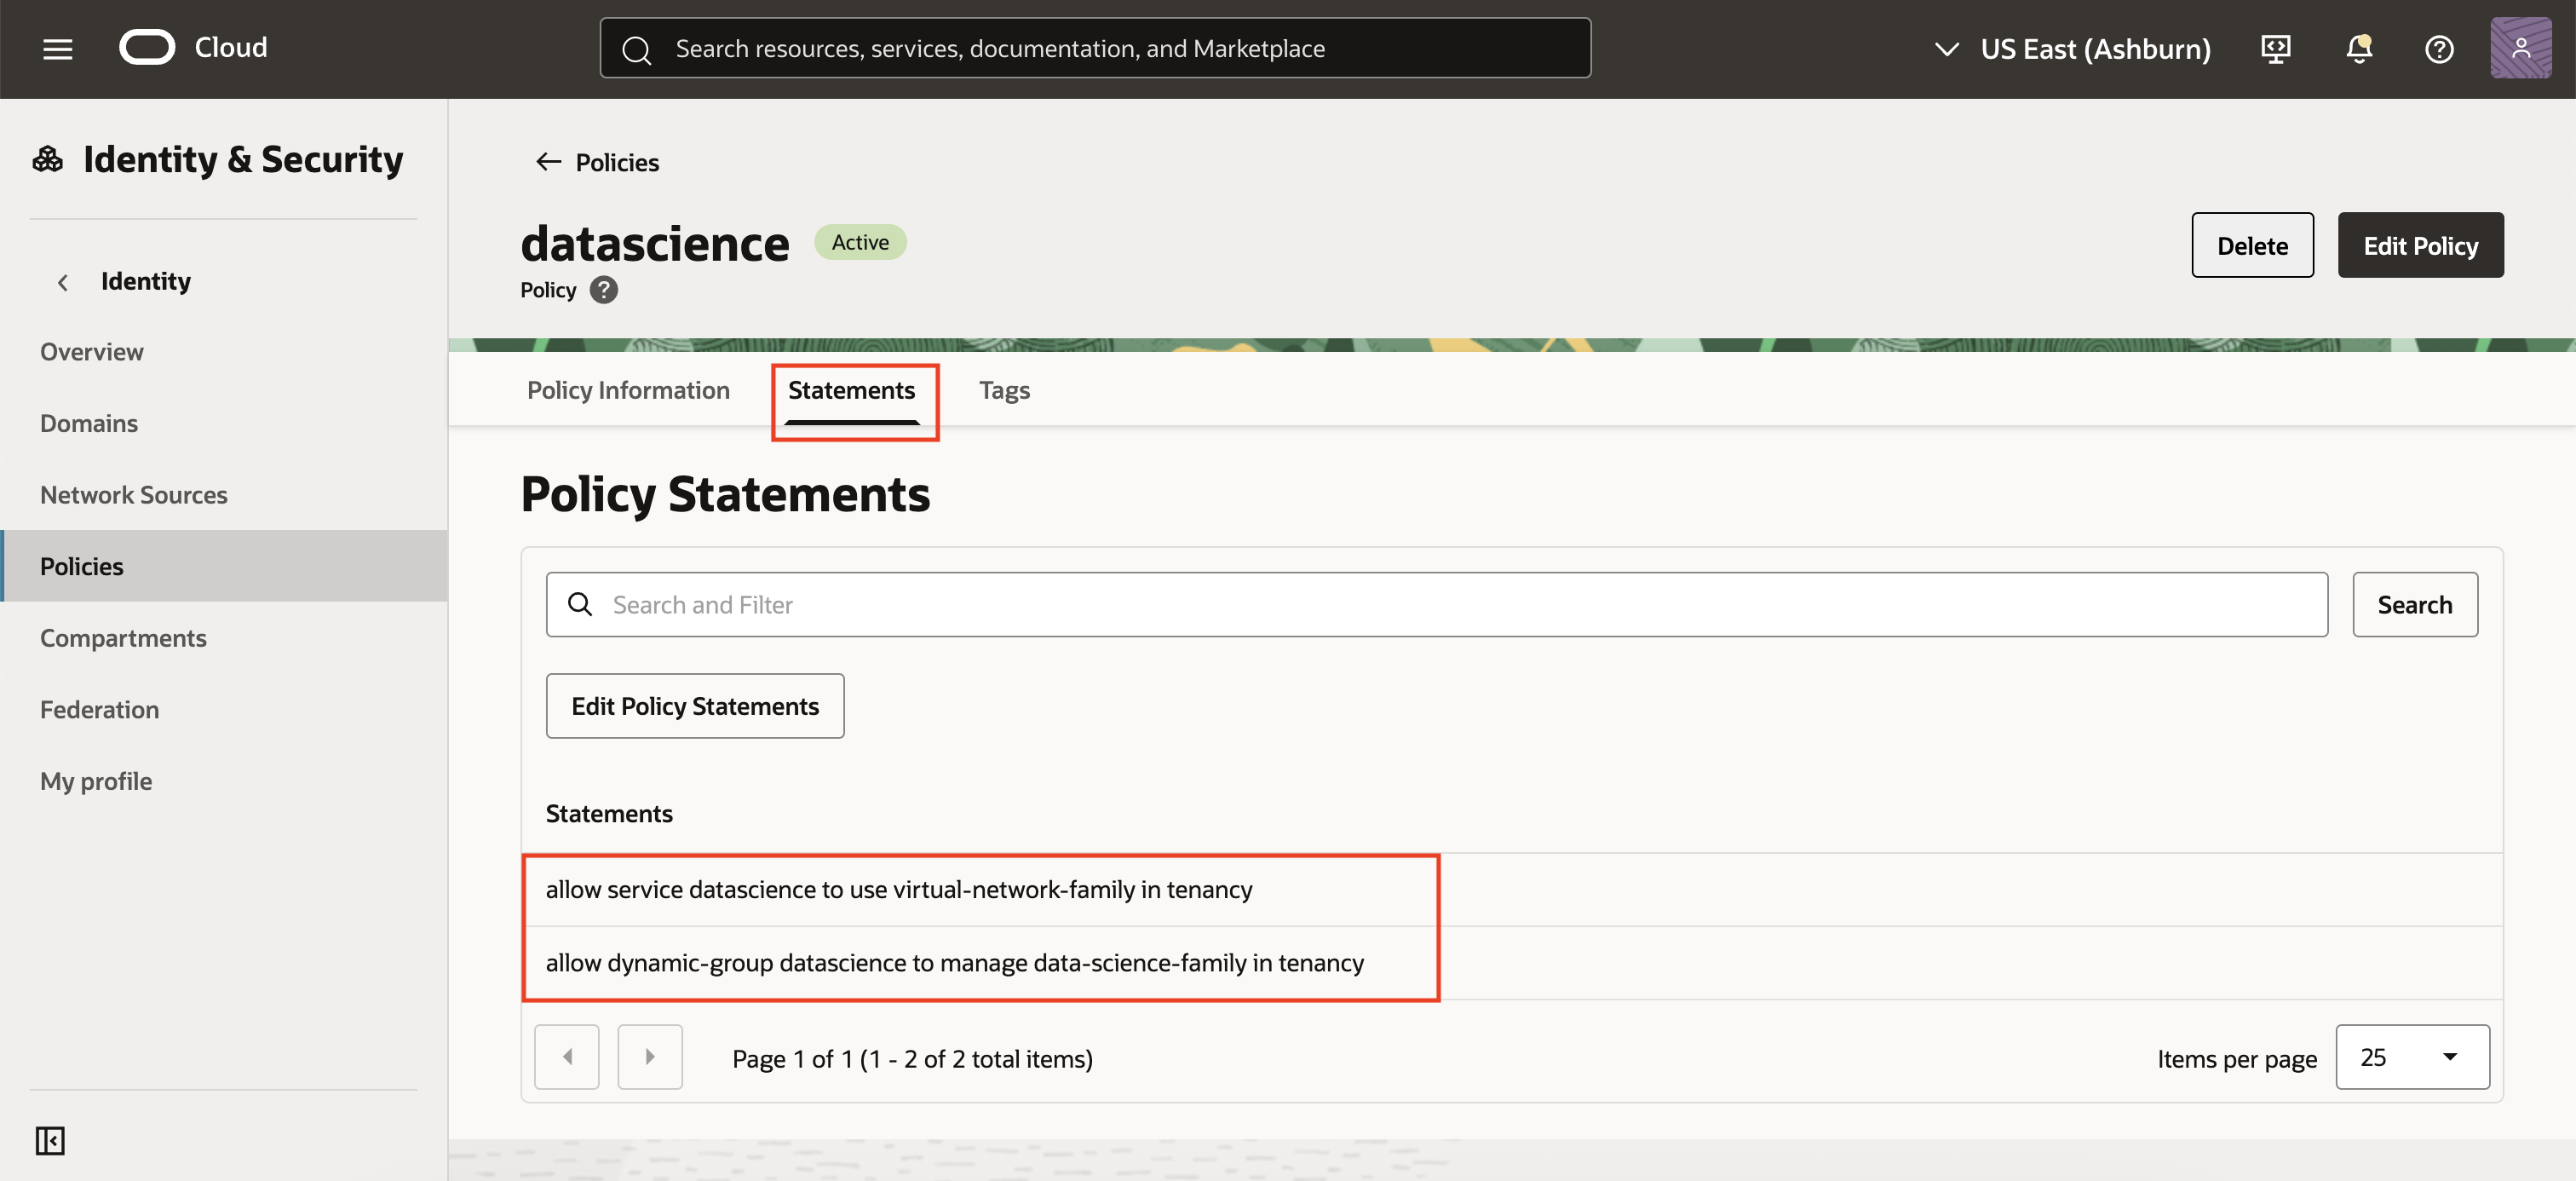 Cloud
Search resources, services, documentation, and Marketplace
US East (Ashburn)
Identity & Security
Identity
Overview
Domains
Network Sources
Policies
Compartments
Federation
My profile
Policies
datascience
Active
Policy
Delete
Edit Policy
Policy Information
Statements
Tags
Policy Statements
Search and Filter
Search
Edit Policy Statements
Statements
allow service datascience to use virtual-network-family in tenancy
allow dynamic-group datascience to manage data-science-family in tenancy
Page 1 of 1 (1 - 2 of 2 total items)
Items per page
25